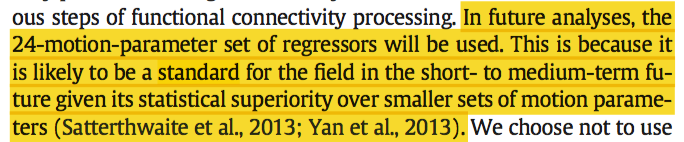 ous steps of functional connectivity processing. In future analyses, the
24-motion-parameter set of regressors will be used. This is because it
is likely to be a standard for the field in the short- to medium-term fu-
ture given its statistical superiority over smaller sets of motion parame-
ters (Satterthwaite et al., 2013; Yan et al., 2013). We choose not to use